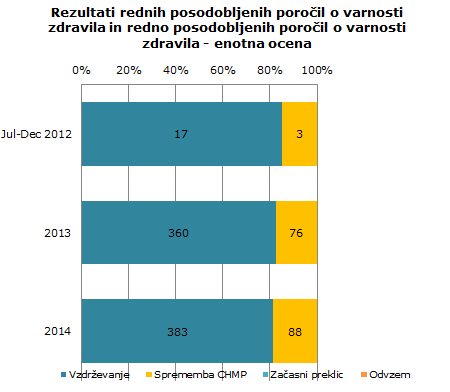 Rezultati rednih posodobljenih poročil o varnosti
zdravila in redno posodobljenih poročil o varnosti
zdravila - enotna ocena
0% 20% 40% 60% 80% 100%
Jul-Dec 2012 17 3
2013 360 76
2014 383 88
Vzdrževanje Sprememba CHMP Začasni preklic Odvzem